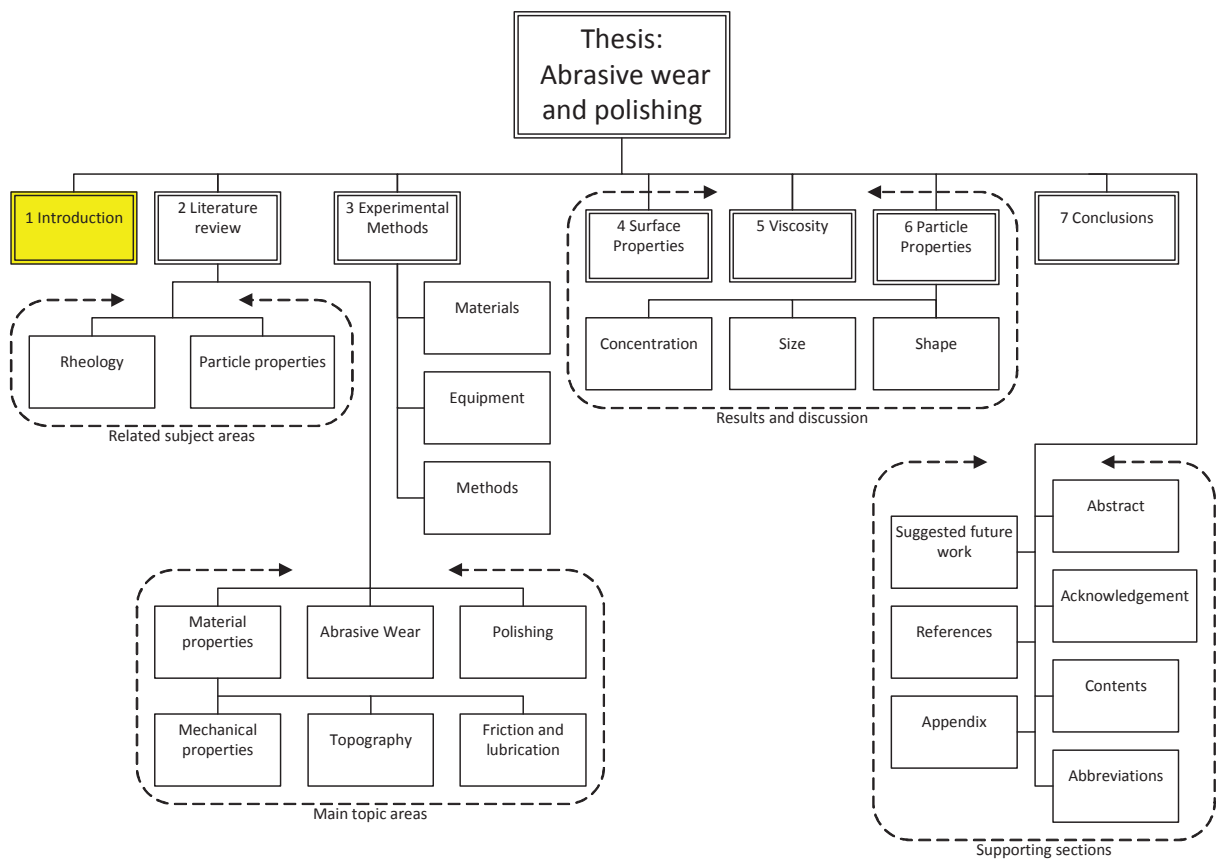 Thesis:
Abrasive wear
and polishing
1 Introduction
2 Literature
review
3 Experimental
Methods
4 Surface
Properties
5 Viscosity
6 Particle
Properties
7 Conclusions
Rheology
Particle properties
Related subject areas
Materials
Equipment
Methods
Concentration
Size
Shape
Results and discussion
Material
properties
Abrasive Wear
Polishing
Mechanical
properties
Topography
Friction and
lubrication
Main topic areas
Suggested future
work
References
Appendix
Abstract
Acknowledgement
Contents
Abbreviations
Supporting sections